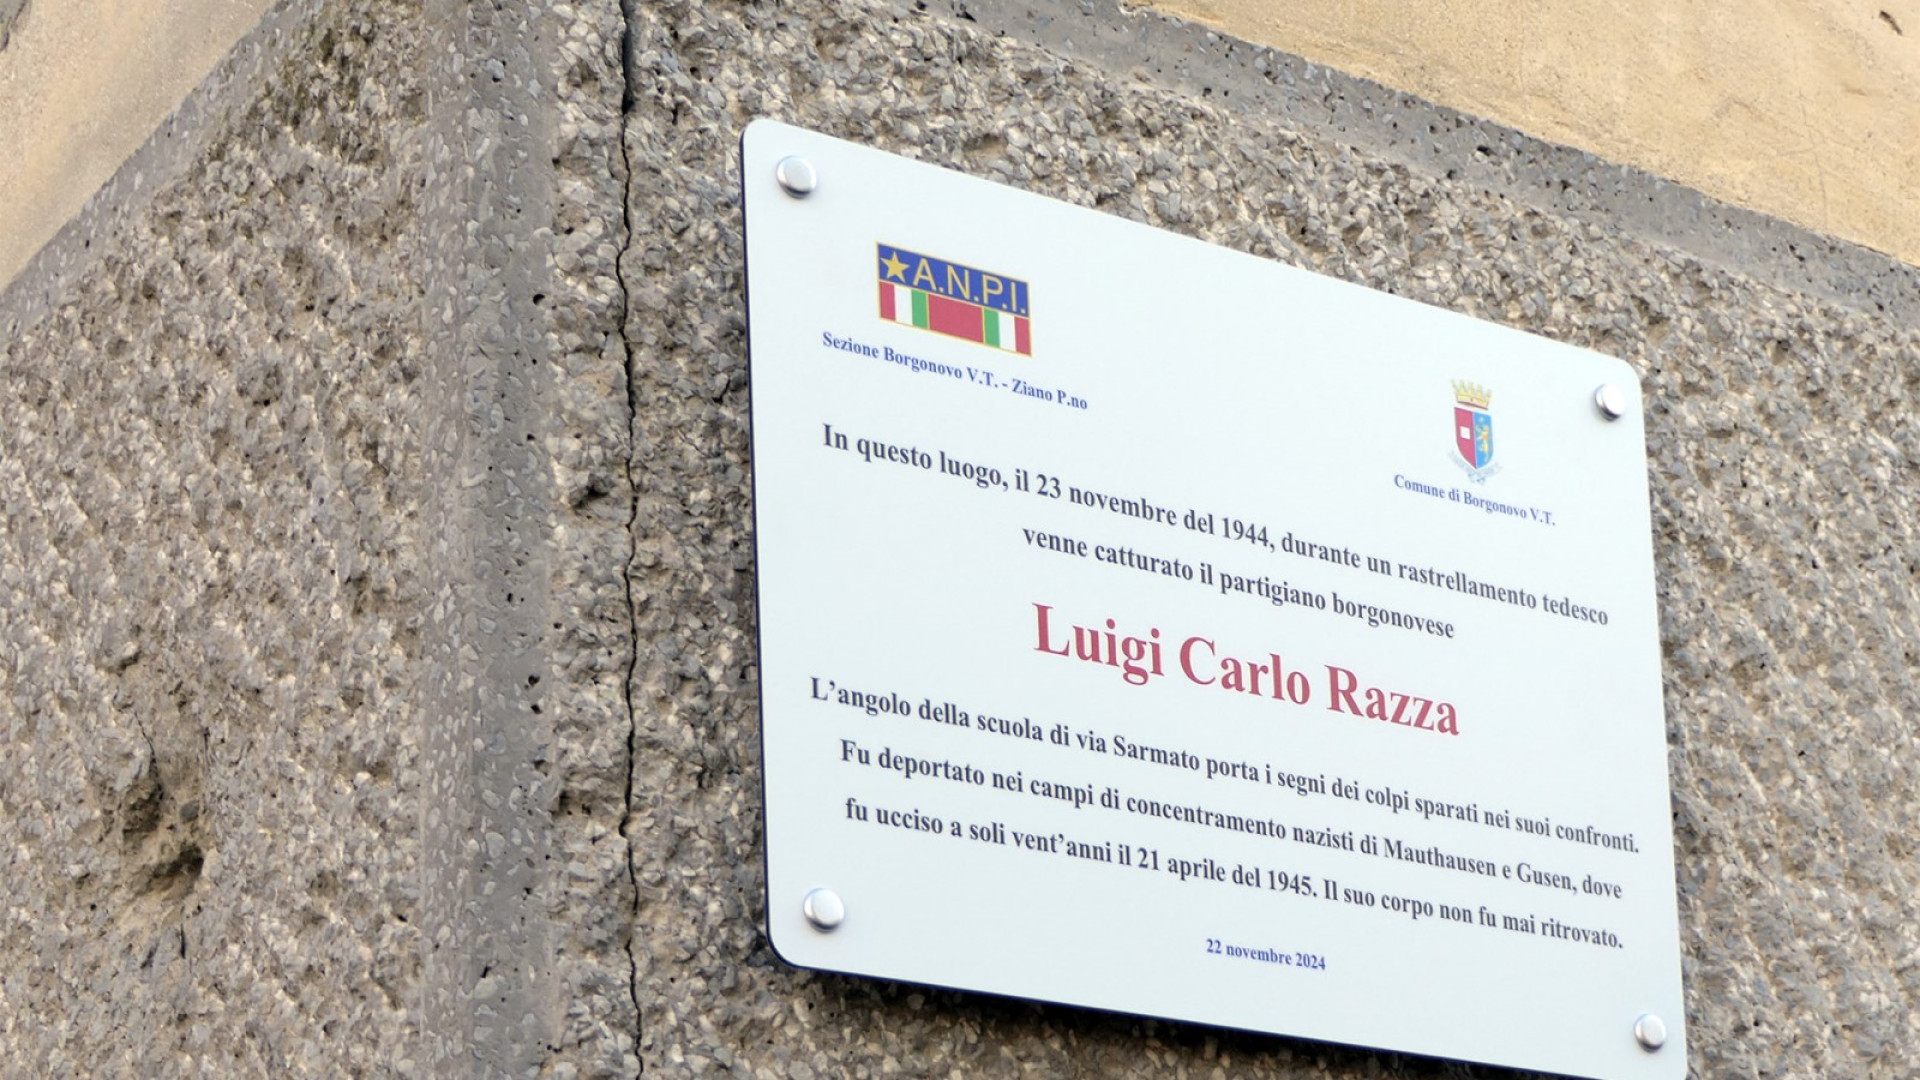 A.N.P.I.
Sezione Borgonovo V.T. - Ziano P.no
Comune di Borgonovo V.T.
In questo luogo, il 23 novembre del 1944, durante un rastrellamento tedesco
venne catturato il partigiano borgonovese
Luigi Carlo Razza
L’angolo della scuola di via Sarmato porta i segni dei colpi sparati nei suoi confronti.
Fu deportato nei campi di concentramento nazisti di Mauthausen e Gusen, dove
fu ucciso a soli vent’anni il 21 aprile del 1945. Il suo corpo non fu mai ritrovato.
22 novembre 2024